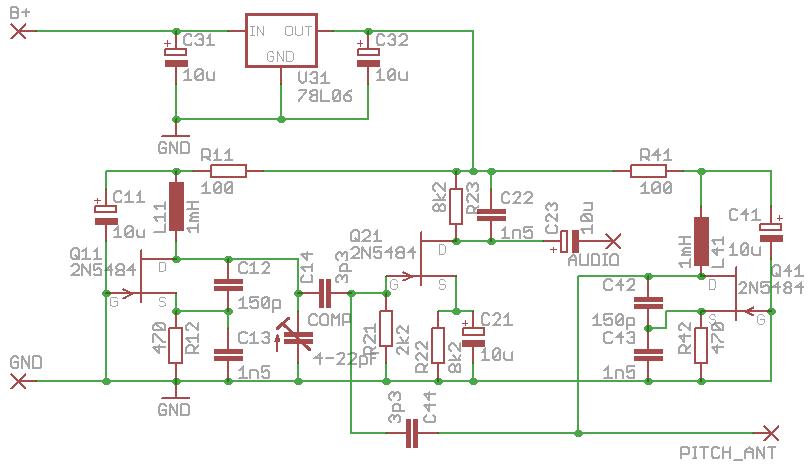 B+
C31
10u
IN
OUT
GND
V31
78L06
C32
10u
GND
R11
100
C11
10u
L11
1mH
Q11
2N5484
D
G
S
C12
150p
470
R12
C13
1n5
C14
3p3
COMP
4-22pF
8k2
R23
C22
1n5
C23
10u
AUDIO
Q21
2N5484
D
G
S
R21
2k2
R22
8k2
C21
10u
R41
100
1mH
L41
C41
10u
Q41
2N5484
D
S
G
C42
150p
C43
1n5
R42
470
GND
GND
3p3
C44
PITCH_ANT